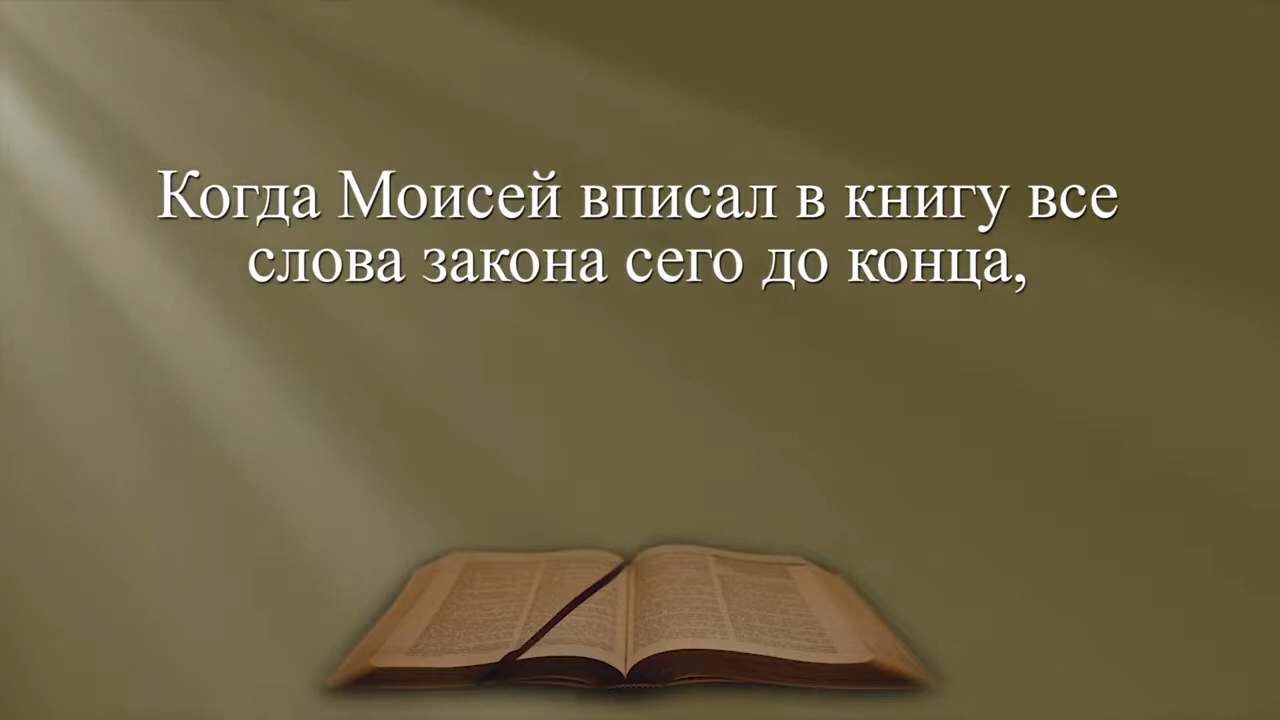 Когда Моисей вписал в книгу все
слова закона сего до конца,